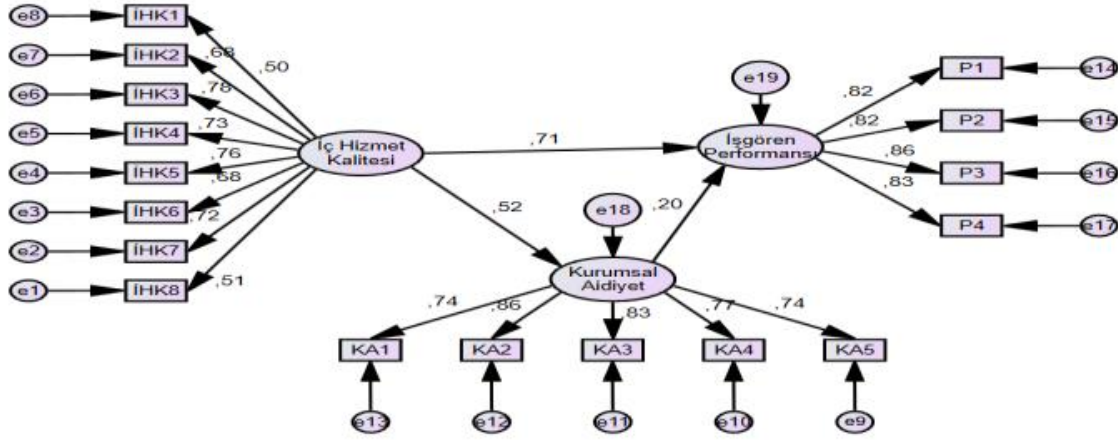 e8
İHK1
e7
İHK2
e6
İHK3
e5
İHK4
e4
İHK5
e3
İHK6
e2
İHK7
e1
İHK8
,50
,68
,78
,73
,76
,68
,72
,51
İç Hizmet
Kalitesi
,71
,52
e19
İşgören
Performansı
,82
,82
,86
,83
P1
e14
P2
e15
P3
e16
P4
e17
e18
,20
Kurumsal
Aidiyet
,74
,86
,83
,77
,74
KA1
KA2
KA3
KA4
KA5
e13
e12
e11
e10
e9